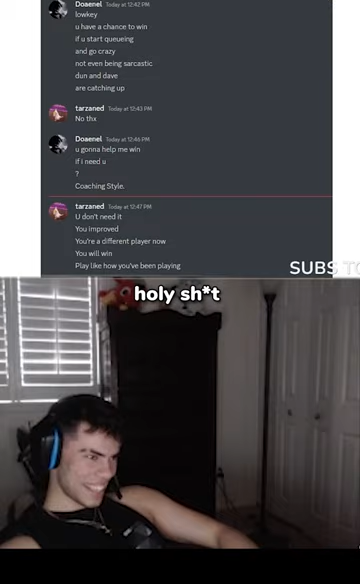 Doaenel Today at 12:42 PM
lowkey
u have a chance to win
if u start queueing
and go crazy
not even being sarcastic
dun and dave
are catching up
tarzaned Today at 12:43 PM
No thx
Doaenel Today at 12:46 PM
u gonna help me win
if i need u
?
Coaching Style.
tarzaned Today at 12:47 PM
U don't need it
You improved
You're a different player now
You will win
Play like how you've been playing
SUBS TO
holy sh*t